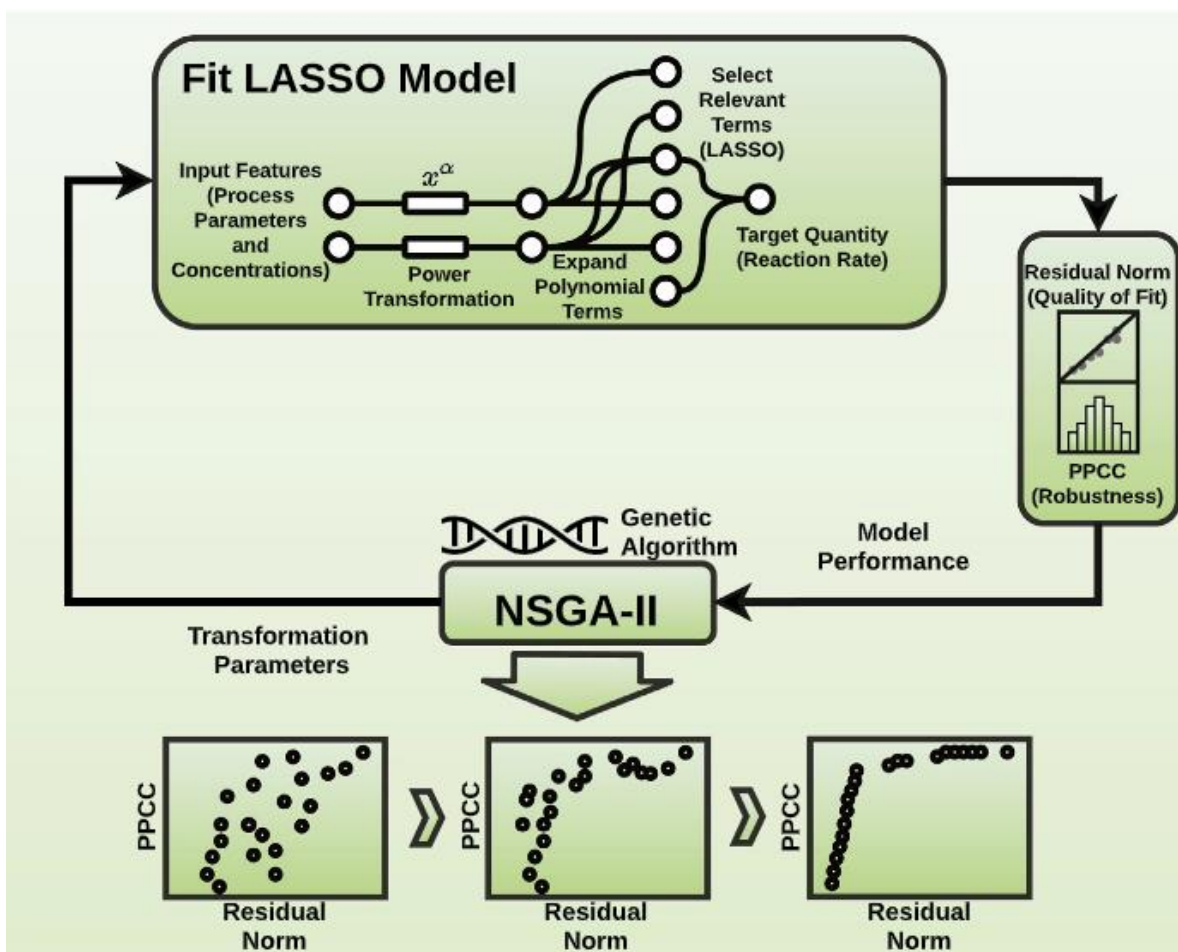 Fit LASSO Model
Input Features
(Process
Parameters
and
Concentrations)
x^α
Power
Transformation
Expand
Polynomial
Terms
Select
Relevant
Terms
(LASSO)
Target Quantity
(Reaction Rate)
Residual Norm
(Quality of Fit)
PPCC
(Robustness)
Model
Performance
Genetic
Algorithm
NSGA-II
Transformation
Parameters
PPCC
Residual
Norm
PPCC
Residual
Norm
PPCC
Residual
Norm